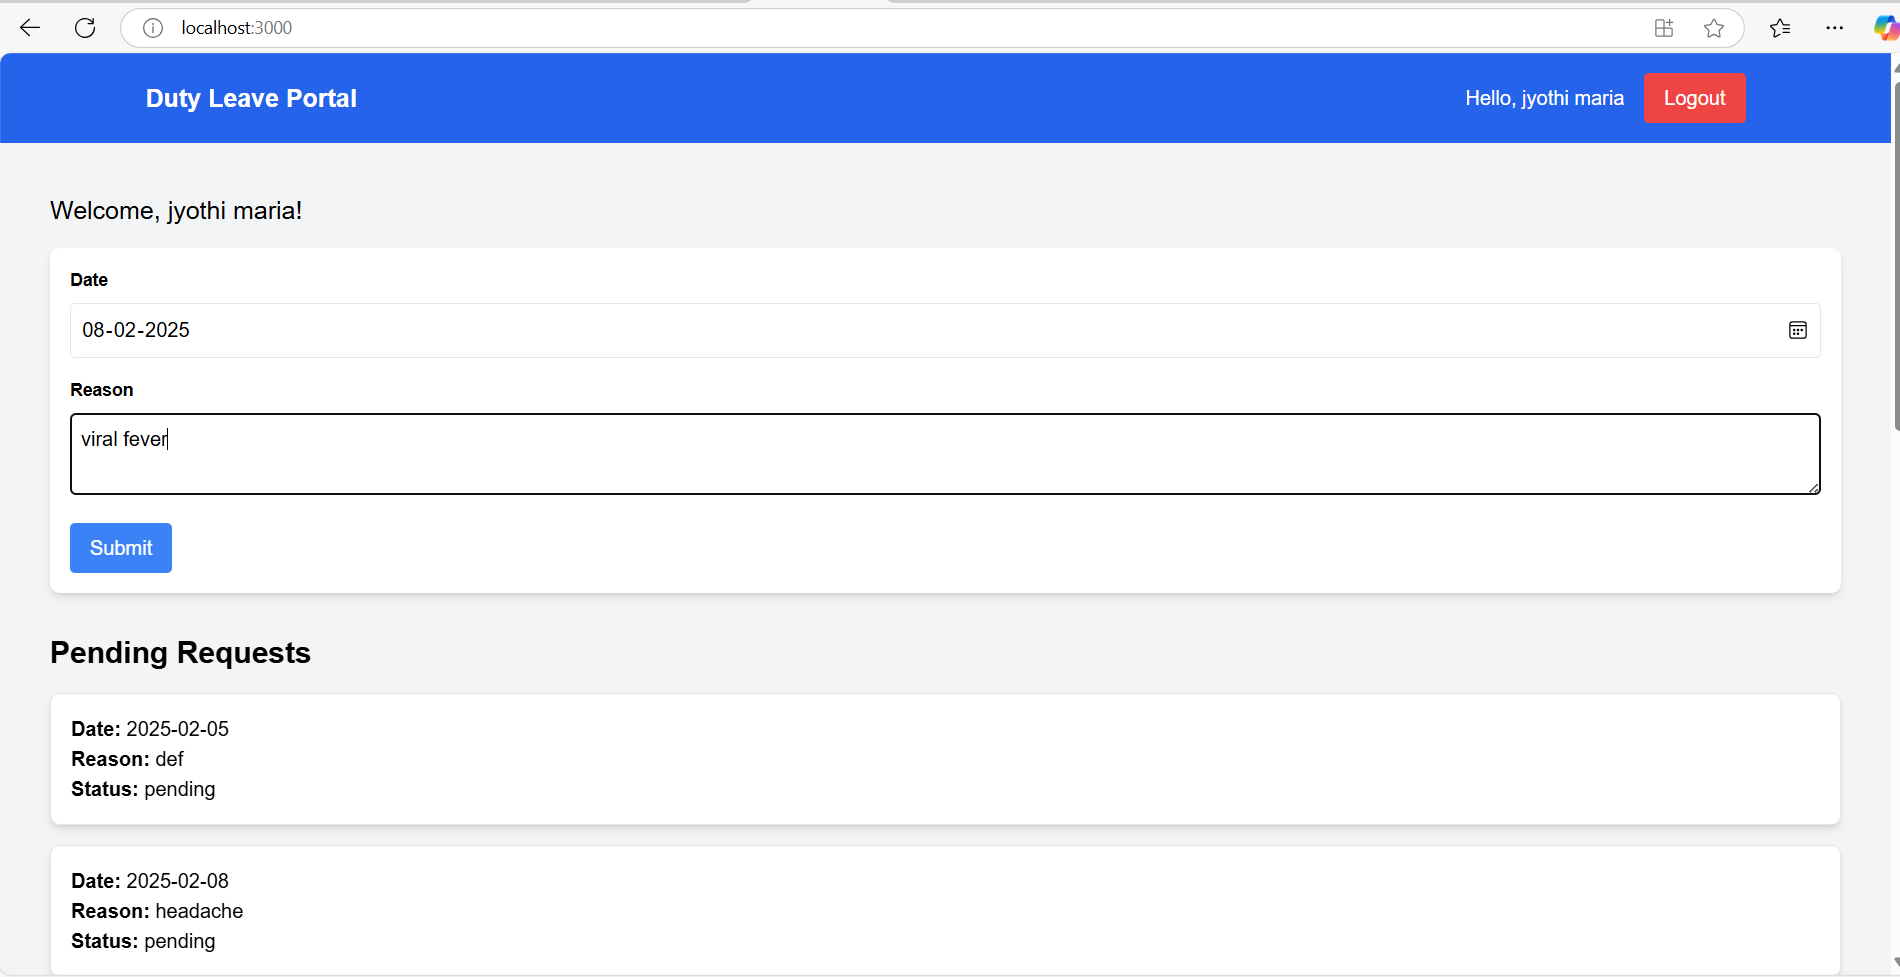 localhost:3000
Duty Leave Portal
Hello, jyothi maria
Logout
Welcome, jyothi maria!
Date
08-02-2025
Reason
viral fever
Submit
Pending Requests
Date: 2025-02-05
Reason: def
Status: pending
Date: 2025-02-08
Reason: headache
Status: pending